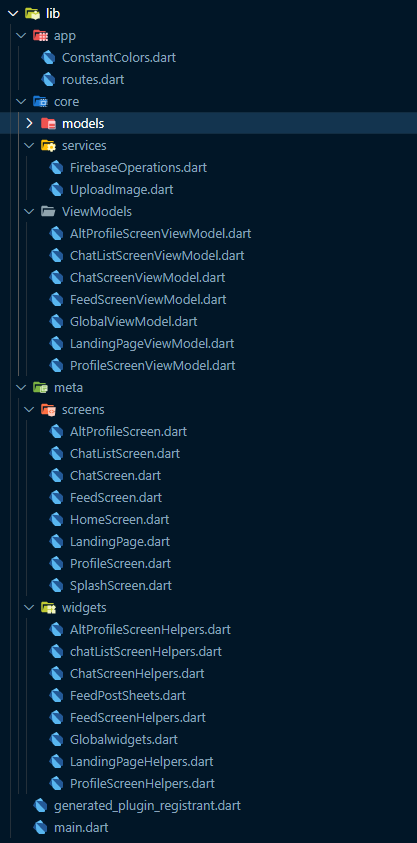 lib
app
ConstantColors.dart
routes.dart
core
models
services
FirebaseOperations.dart
UploadImage.dart
ViewModels
AltProfileScreenViewModel.dart
ChatListScreenViewModel.dart
ChatScreenViewModel.dart
FeedScreenViewModel.dart
GlobalViewModel.dart
LandingPageViewModel.dart
ProfileScreenViewModel.dart
meta
screens
AltProfileScreen.dart
ChatListScreen.dart
ChatScreen.dart
FeedScreen.dart
HomeScreen.dart
LandingPage.dart
ProfileScreen.dart
SplashScreen.dart
widgets
AltProfileScreenHelpers.dart
chatListScreenHelpers.dart
ChatScreenHelpers.dart
FeedPostSheets.dart
FeedScreenHelpers.dart
Globalwidgets.dart
LandingPageHelpers.dart
ProfileScreenHelpers.dart
generated_plugin_registrant.dart
main.dart